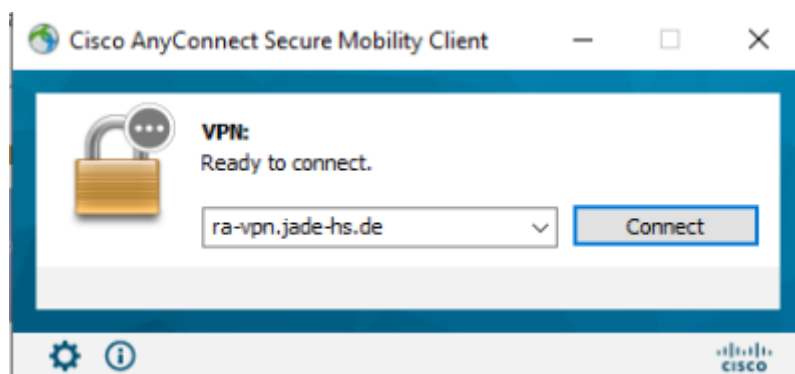 Cisco AnyConnect Secure Mobility Client
VPN:
Ready to connect.
ra-vpn.jade-hs.de
Connect
CISCO